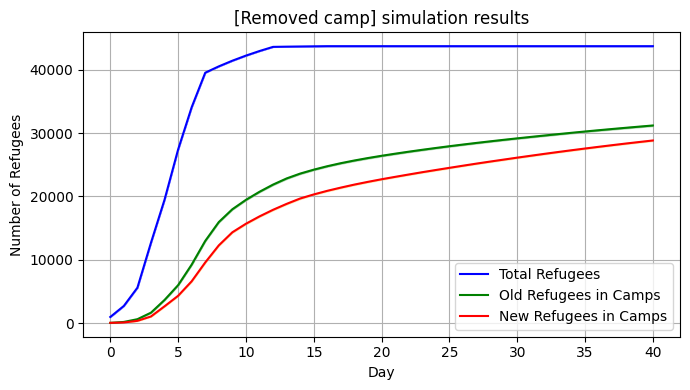 [Removed camp] simulation results
Number of Refugees
40000
30000
20000
10000
0
0 5 10 15 20 25 30 35 40
Day
Total Refugees
Old Refugees in Camps
New Refugees in Camps